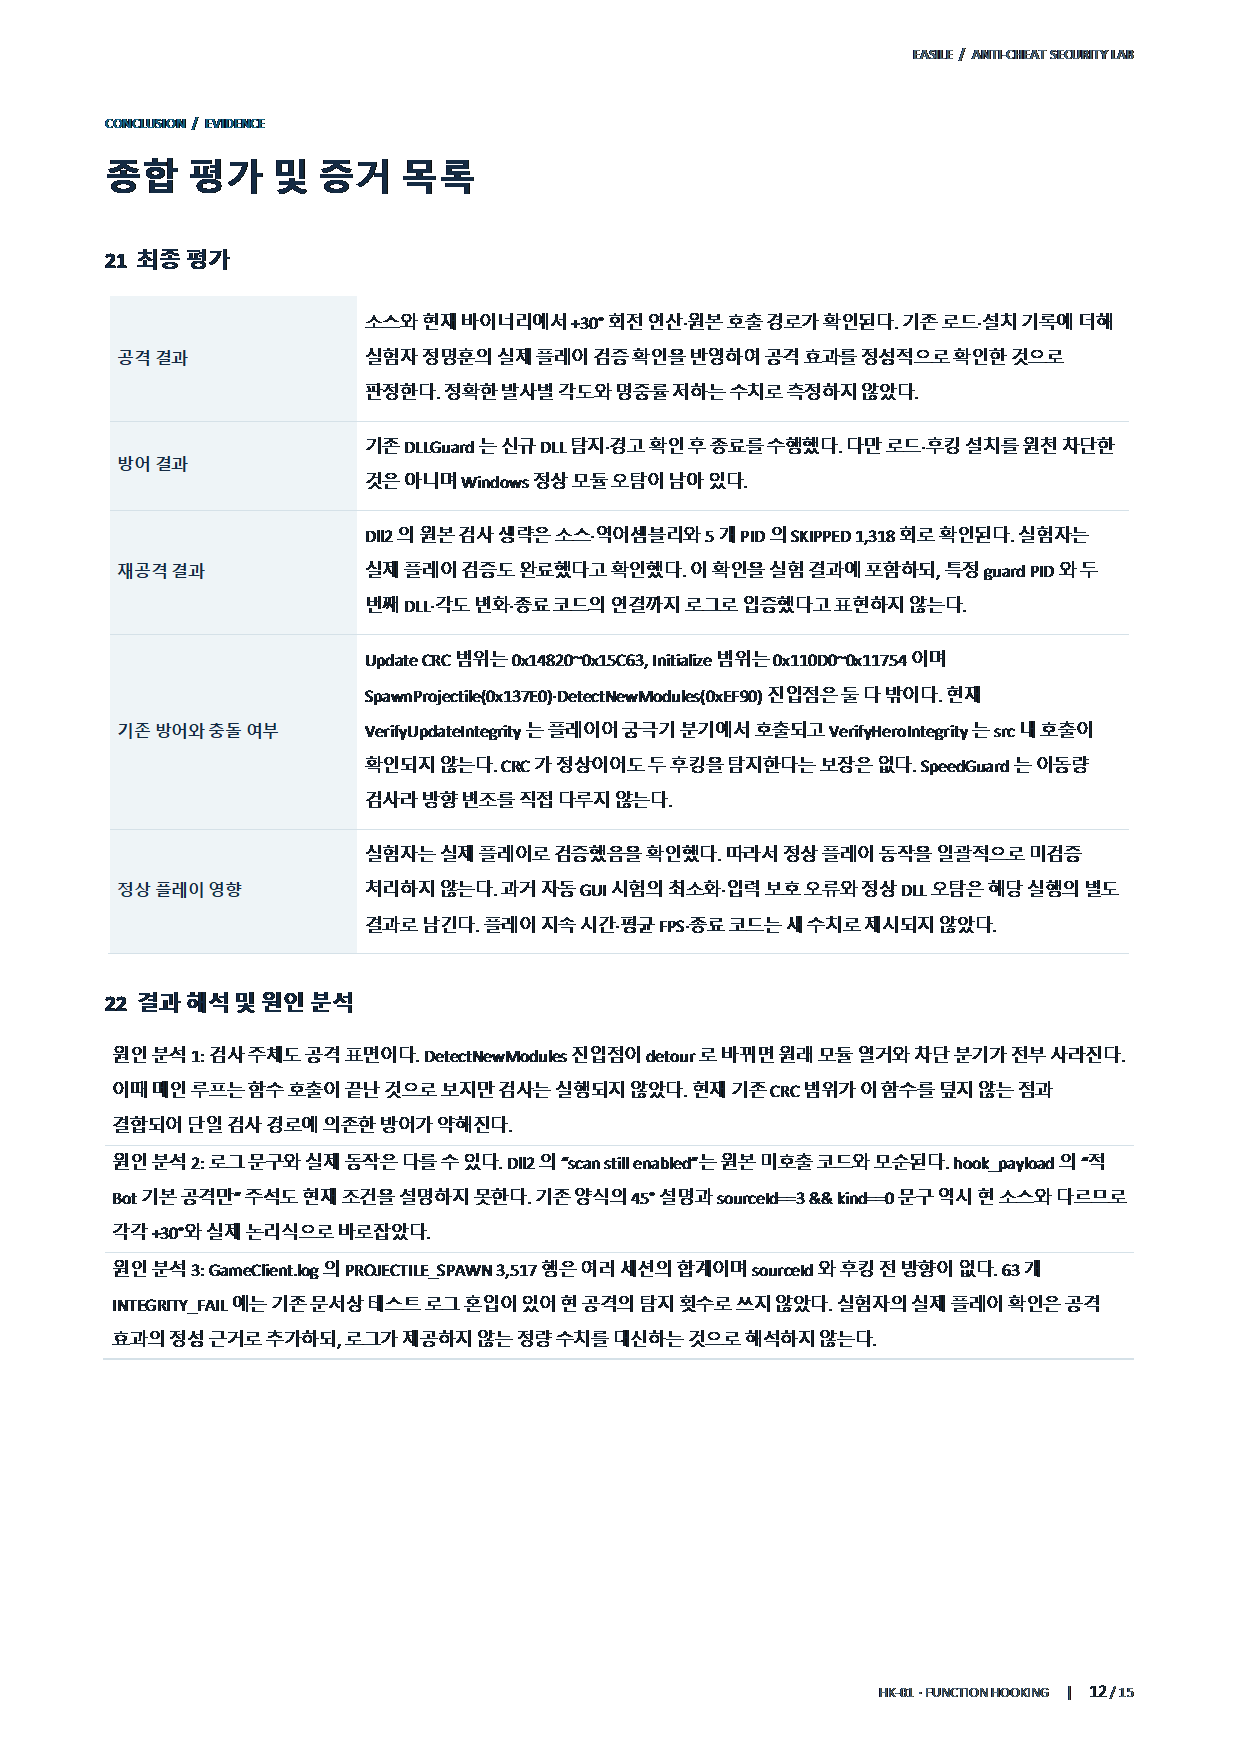 EASILE / ANTI-CHEAT SECURITY LAB
CONCLUSION / EVIDENCE
종합 평가 및 증거 목록
21 최종 평가
공격 결과
소스와 현재 바이너리에서 +30° 회전 연산·원본 호출 경로가 확인된다. 기존 로드·설치 기록에 더해
실험자 정명훈의 실제 플레이 검증 확인을 반영하여 공격 효과를 정성적으로 확인한 것으로
판정한다. 정확한 발사별 각도와 명중률 저하는 수치로 측정하지 않았다.
방어 결과
기존 DLLGuard 는 신규 DLL 탐지·경고 확인 후 종료를 수행했다. 다만 로드·후킹 설치를 원천 차단한
것은 아니며 Windows 정상 모듈 오탐이 남아 있다.
재공격 결과
Dll2 의 원본 검사 생략은 소스·역어셈블리와 5 개 PID 의 SKIPPED 1,318 회로 확인된다. 실험자는
실제 플레이 검증도 완료했다고 확인했다. 이 확인을 실험 결과에 포함하되, 특정 guard PID 와 두
번째 DLL·각도 변화·종료 코드의 연결까지 로그로 입증했다고 표현하지 않는다.
기존 방어와 충돌 여부
Update CRC 범위는 0x14820~0x15C63, Initialize 범위는 0x110D0~0x11754 이며
SpawnProjectile(0x137E0)·DetectNewModules(0xEF90) 진입점은 둘 다 밖이다. 현재
VerifyUpdateIntegrity 는 플레이어 궁극기 분기에서 호출되고 VerifyHeroIntegrity 는 src 내 호출이
확인되지 않는다. CRC 가 정상이어도 두 후킹을 탐지한다는 보장은 없다. SpeedGuard 는 이동량
검사라 방향 변조를 직접 다루지 않는다.
정상 플레이 영향
실험자는 실제 플레이로 검증했음을 확인했다. 따라서 정상 플레이 동작을 일괄적으로 미검증
처리하지 않는다. 과거 자동 GUI 시험의 최소화·입력 보호 오류와 정상 DLL 오탐은 해당 실행의 별도
결과로 남긴다. 플레이 지속 시간·평균 FPS·종료 코드는 새 수치로 제시되지 않았다.
22 결과 해석 및 원인 분석
원인 분석 1: 검사 주체도 공격 표면이다. DetectNewModules 진입점이 detour 로 바뀌면 원래 모듈 열거와 차단 분기가 전부 사라진다.
이때 메인 루프는 함수 호출이 끝난 것으로 보지만 검사는 실행되지 않았다. 현재 기존 CRC 범위가 이 함수를 덮지 않는 점과
결합되어 단일 검사 경로에 의존한 방어가 약해진다.
원인 분석 2: 로그 문구와 실제 동작은 다를 수 있다. Dll2 의 “scan still enabled”는 원본 미호출 코드와 모순된다. hook_payload 의 “적
Bot 기본 공격만” 주석도 현재 조건을 설명하지 못한다. 기존 양식의 45° 설명과 sourceId==3 && kind==0 문구 역시 현 소스와 다르므로
각각 +30°와 실제 논리식으로 바로잡았다.
원인 분석 3: GameClient.log 의 PROJECTILE_SPAWN 3,517 행은 여러 세션의 합계이며 sourceId 와 후킹 전 방향이 없다. 63 개
INTEGRITY_FAIL 에는 기존 문서상 테스트 로그 혼입이 있어 현 공격의 탐지 횟수로 쓰지 않았다. 실험자의 실제 플레이 확인은 공격
효과의 정성 근거로 추가하되, 로그가 제공하지 않는 정량 수치를 대신하는 것으로 해석하지 않는다.
HK-01 · FUNCTION HOOKING | 12 / 15